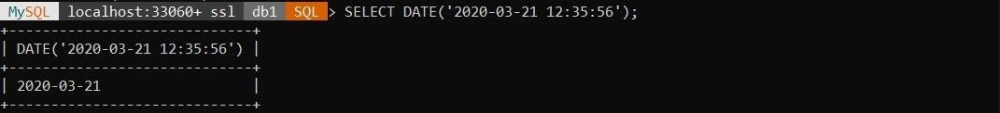 MySQL localhost:33060+ ssl db1 SQL > SELECT DATE('2020-03-21 12:35:56');
+-----------------------------+
| DATE('2020-03-21 12:35:56') |
+-----------------------------+
| 2020-03-21                  |
+-----------------------------+